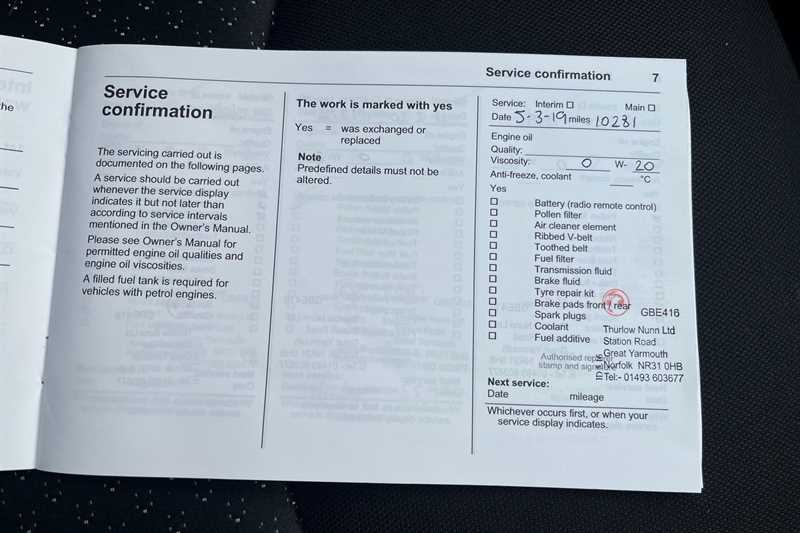 the
Service confirmation 7
Service
confirmation
The servicing carried out is
documented on the following pages.
A service should be carried out
whenever the service display
indicates it but not later than
according to service intervals
mentioned in the Owner's Manual.
Please see Owner's Manual for
permitted engine oil qualities and
engine oil viscosities.
A filled fuel tank is required for
vehicles with petrol engines.
The work is marked with yes
Yes = was exchanged or
replaced
Note
Predefined details must not be
altered.
Service: Interim ☐ Main ☐
Date 5-3-19 miles 10281
Engine oil
Quality:
Viscosity: 0 W- 20
Anti-freeze, coolant °C
Yes
☐ Battery (radio remote control)
☐ Pollen filter
☐ Air cleaner element
☐ Ribbed V-belt
☐ Toothed belt
☐ Fuel filter
☐ Transmission fluid
☐ Brake fluid
☐ Tyre repair kit
☐ Brake pads front / rear
☐ Spark plugs
☐ Coolant
☐ Fuel additive
GBE416
Thurlow Nunn Ltd
Station Road
Great Yarmouth
Norfolk NR31 0HB
Tel:- 01493 603677
Authorised
stamp and
Next service:
Date mileage
Whichever occurs first, or when your
service display indicates.